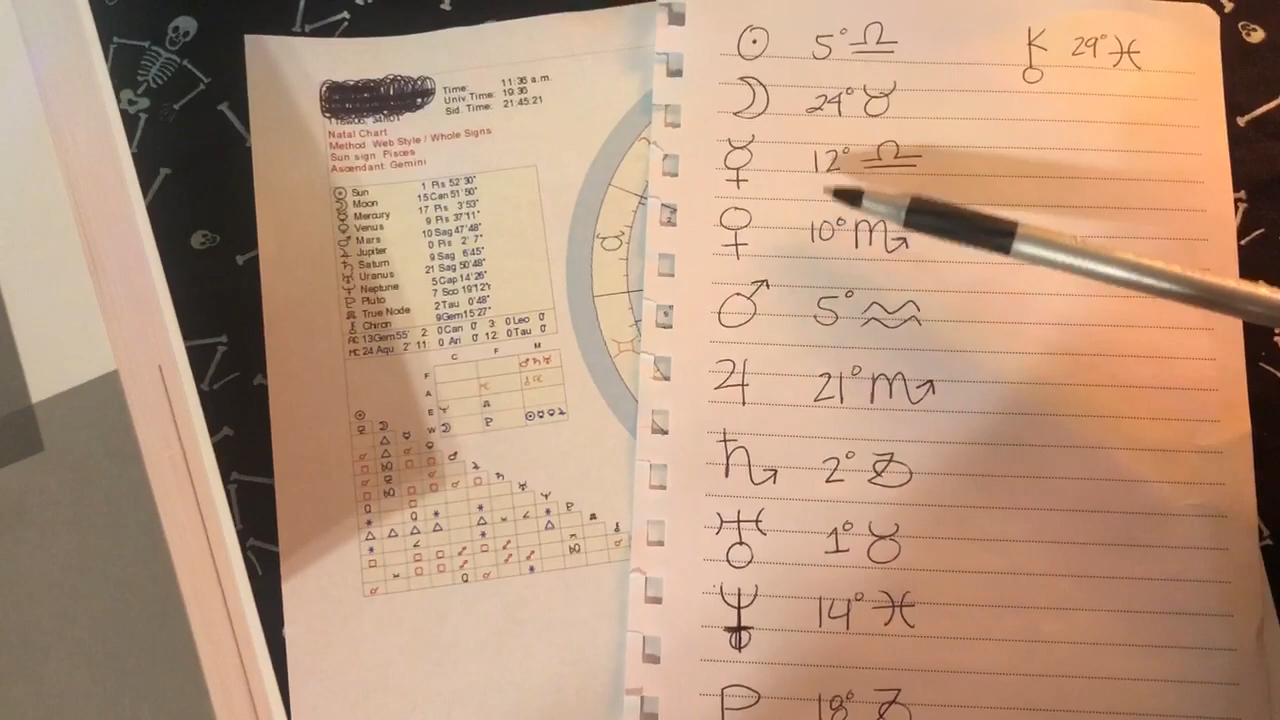 Time: 11:36 a.m.
Univ.Time: 19:36
Sid. Time: 21:45:21
Natal Chart
Method: Web Style / Whole Signs
Sun sign: Pisces
Ascendant: Gemini
☉ Sun 1 Pis 52'30"
☽ Moon 15 Can 51'50"
☿ Mercury 17 Pis 3'53"
♀ Venus 9 Pis 37'11"
♂ Mars 10 Sag 47'48"
♃ Jupiter 0 Pis 2' 7"
♄ Saturn 9 Sag 6'45"
♅ Uranus 21 Sag 50'48"
♆ Neptune 5 Cap 14'26"
♇ Pluto 7 Sco 19'12"r
☊ True Node 2 Tau 0'48"
⚷ Chiron 9 Gem 15'27"
AC: 13 Gem 55' 2: 0 Can 0' 3: 0 Leo 0'
MC: 24 Aqu 2' 11: 0 Ari 0' 12: 0 Tau 0'
C F M
F
A
E
W
☉ 5° ♎
☽ 24° ♉
☿ 12° ♎
♀ 10° ♏
♂ 5° ♒
♃ 21° ♏
♄ 2° ♑
♅ 1° ♉
♆ 14° ♓
P 18° ♑
⚷ 29° ♓